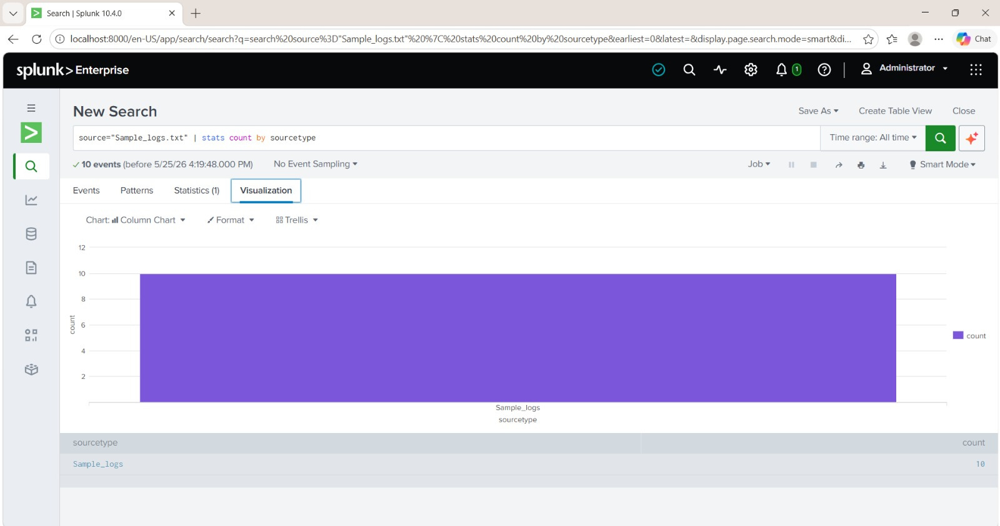 Search | Splunk 10.4.0
localhost:8000/en-US/app/search/search?q=search%20source%3D"Sample_logs.txt"%20%7C%20stats%20count%20by%20sourcetype&earliest=0&latest=&display.page.search.mode=smart&di...
Chat
splunk> Enterprise
1
Administrator
New Search
Save As
Create Table View
Close
source="Sample_logs.txt" | stats count by sourcetype
Time range: All time
10 events (before 5/25/26 4:19:48.000 PM)
No Event Sampling
Job
Smart Mode
Events
Patterns
Statistics (1)
Visualization
Chart: Column Chart
Format
Trellis
12
10
8
6
4
2
count
count
Sample_logs
sourcetype
sourcetype
count
Sample_logs
10